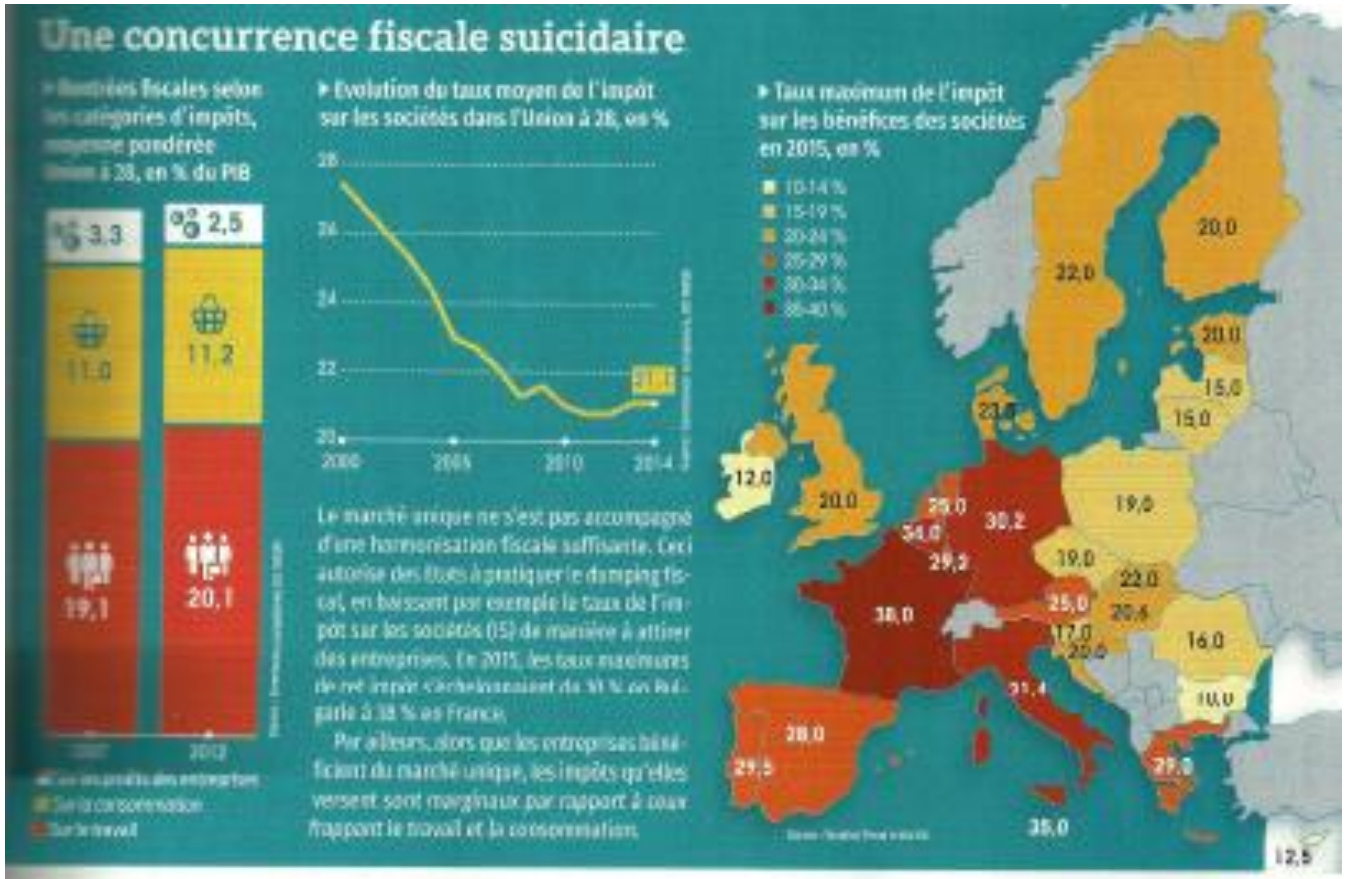 Une concurrence fiscale suicidaire
Rentrées fiscales selon
les catégories d'impôts,
moyenne pondérée
Union à 28, en % du PIB
3.3
2,5
11.0
11,2
19,1
20,1
2007
2012
Sur les profits des entreprises
Sur la consommation
Sur le travail
Evolution du taux moyen de l'impôt
sur les sociétés dans l'Union à 28, en %
28
26
24
22
20
2000
2005
2010
2014
Le marché unique ne s'est pas accompagné
d'une harmonisation fiscale suffisante. Ceci
autorise des Etats à pratiquer le dumping fis-
cal, en baissant par exemple le taux de l'im-
pôt sur les sociétés (IS) de manière à attirer
des entreprises. En 2015, les taux maximums
de cet impôt s'échelonnaient de 10 % en Bul-
garie à 38 % en France.
Par ailleurs, alors que les entreprises béné-
ficient du marché unique, les impôts qu'elles
versent sont marginaux par rapport à ceux
frappant le travail et la consommation.
Taux maximum de l'impôt
sur les bénéfices des sociétés
en 2015, en %
10-14 %
15-19 %
20-24 %
25-29 %
30-34 %
35-40 %
20,0
22,0
20,0
15,0
15,0
12,0
20,0
25,0
34,0
30,2
19,0
29,2
19,0
22,0
38,0
25,0
20,6
17,0
20,0
16,0
31,4
10,0
28,0
29,5
29,0
35,0
12,5